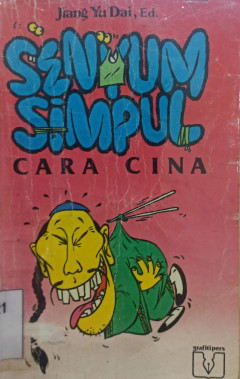 Jiang Yu Dai, Ed.
SENYUM
SIMPUL
CARA CINA
grafitipers